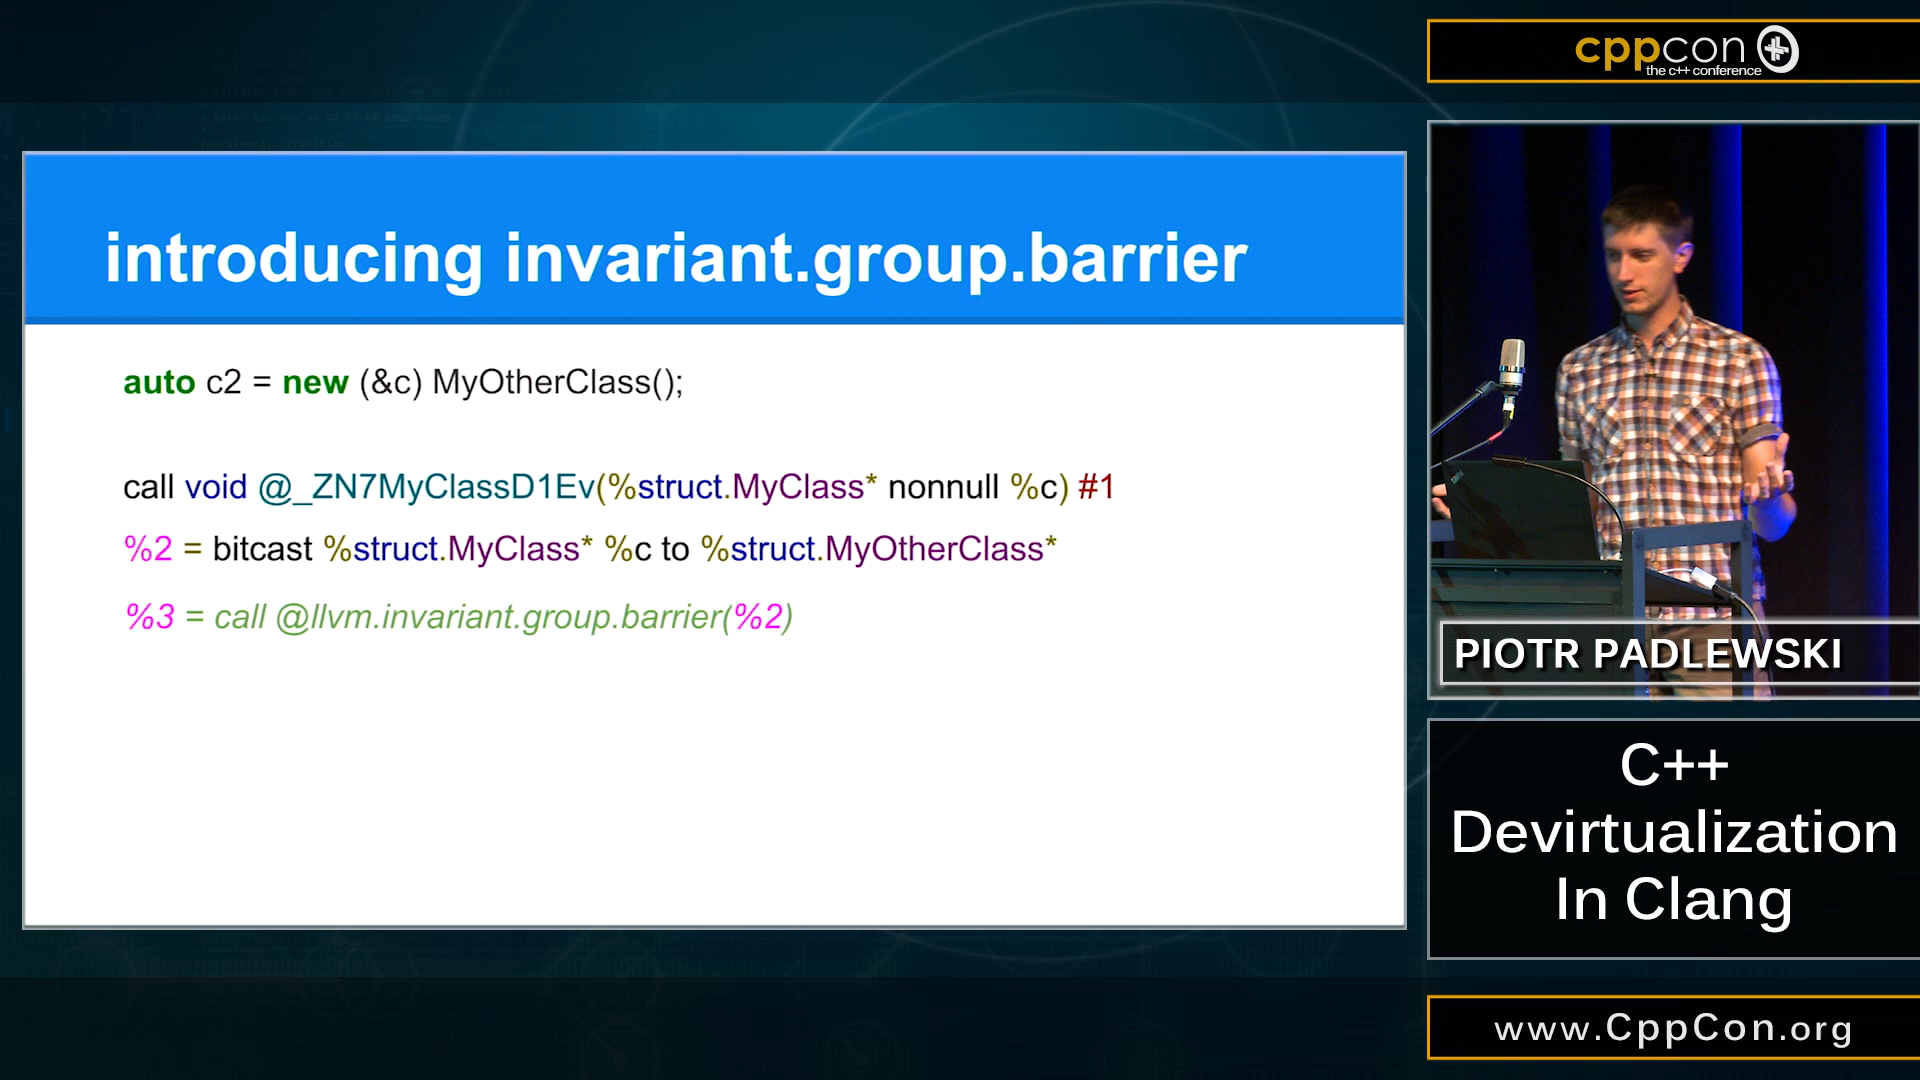 cppcon
the c++ conference
introducing invariant.group.barrier
auto c2 = new (&c) MyOtherClass();
call void @_ZN7MyClassD1Ev(%struct.MyClass* nonnull %c) #1
%2 = bitcast %struct.MyClass* %c to %struct.MyOtherClass*
%3 = call @llvm.invariant.group.barrier(%2)
PIOTR PADLEWSKI
C++
Devirtualization
In Clang
www.CppCon.org